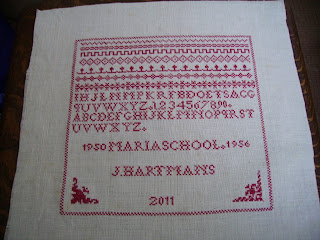 UVWXYZ.1234567890.
ABCDEFGHIJKLMNOPQRST
UVWXYZ.
1950 MARIASCHOOL. 1956
J.HARTMANS
2011